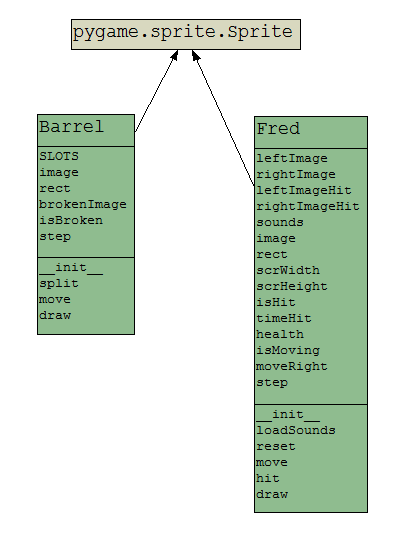 pygame.sprite.Sprite
Barrel
SLOTS
image
rect
brokenImage
isBroken
step
__init__
split
move
draw
Fred
leftImage
rightImage
leftImageHit
rightImageHit
sounds
image
rect
scrWidth
scrHeight
isHit
timeHit
health
isMoving
moveRight
step
__init__
loadSounds
reset
move
hit
draw